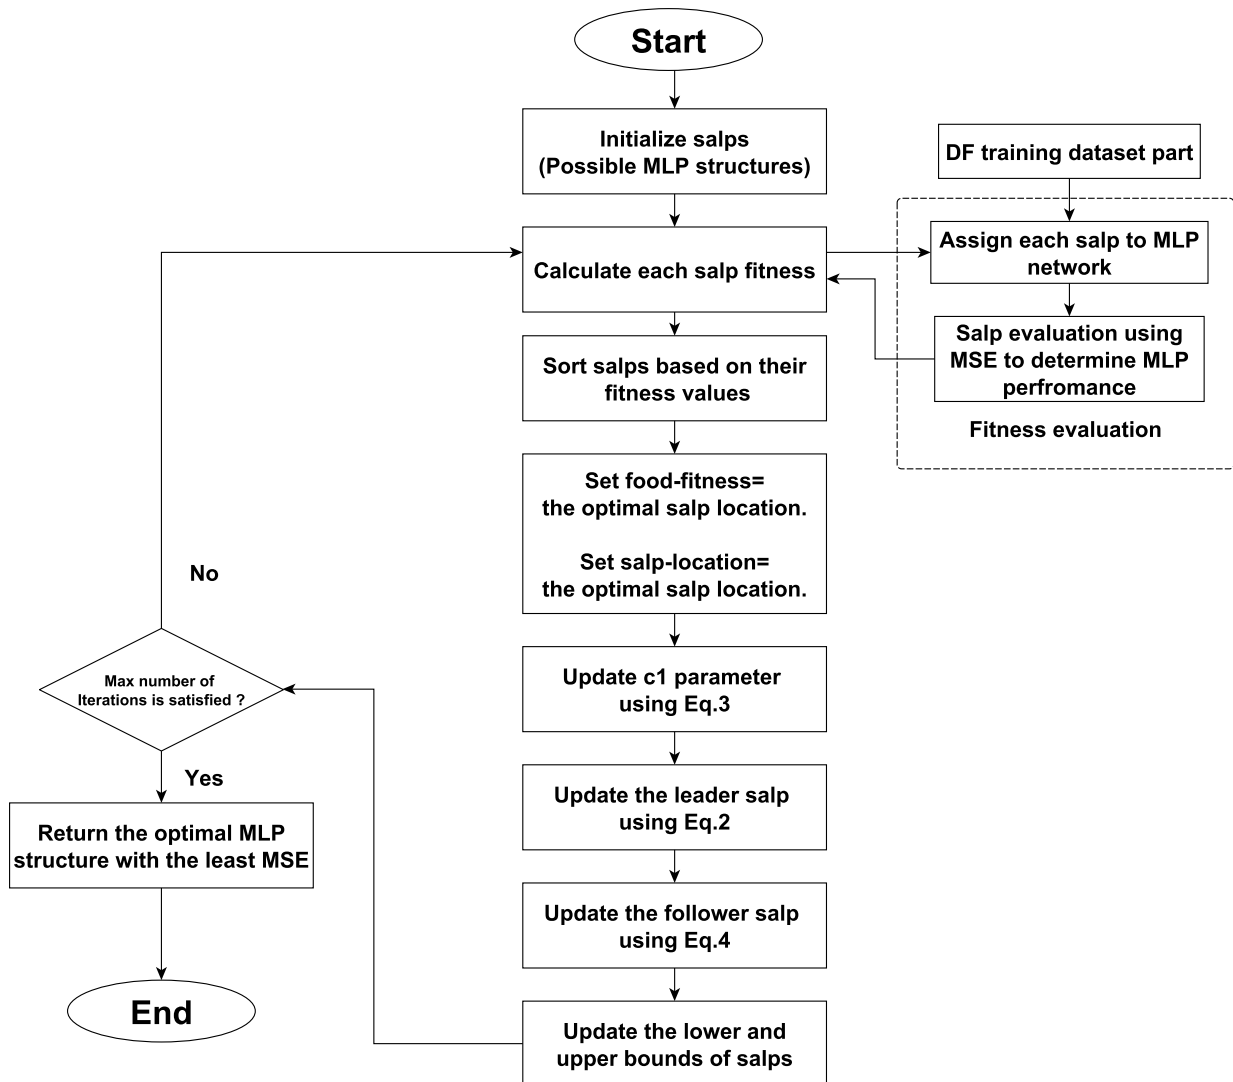 Start
Initialize salps
(Possible MLP structures)
DF training dataset part
Calculate each salp fitness
Assign each salp to MLP
network
Salp evaluation using
MSE to determine MLP
perfromance
Fitness evaluation
Sort salps based on their
fitness values
Set food-fitness=
the optimal salp location.
Set salp-location=
the optimal salp location.
Update c1 parameter
using Eq.3
Update the leader salp
using Eq.2
Update the follower salp
using Eq.4
Update the lower and
upper bounds of salps
No
Max number of
Iterations is satisfied ?
Yes
Return the optimal MLP
structure with the least MSE
End